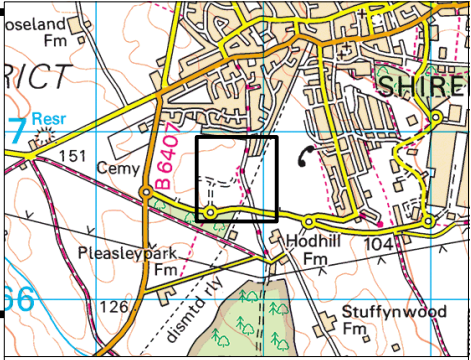 oseland
Fm
RICT
SHIRE
7
Resr
151
Cemy
B 6407
Pleasleypark
Fm
Hodhill
Fm
104
66
126
dismtd rly
Stuffynwood
Fm